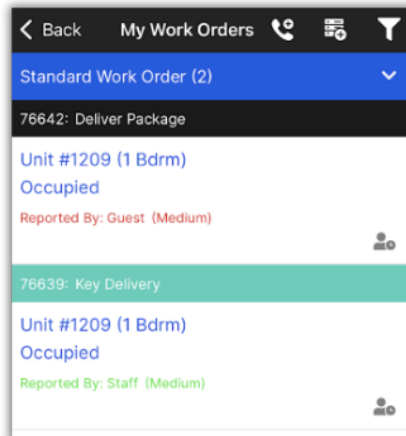 Back My Work Orders
Standard Work Order (2)
76642: Deliver Package
Unit #1209 (1 Bdrm)
Occupied
Reported By: Guest (Medium)
76639: Key Delivery
Unit #1209 (1 Bdrm)
Occupied
Reported By: Staff (Medium)